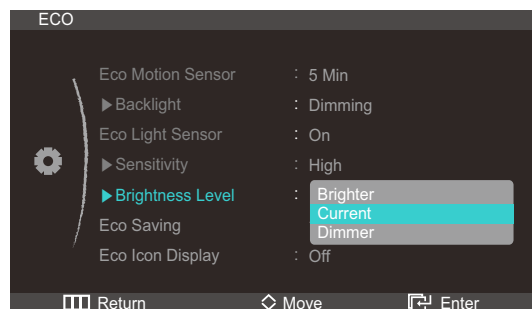 ECO
Eco Motion Sensor : 5 Min
▶Backlight : Dimming
Eco Light Sensor : On
▶Sensitivity : High
▶Brightness Level : Brighter
Current
Dimmer
Eco Saving
Eco Icon Display : Off
Return Move Enter